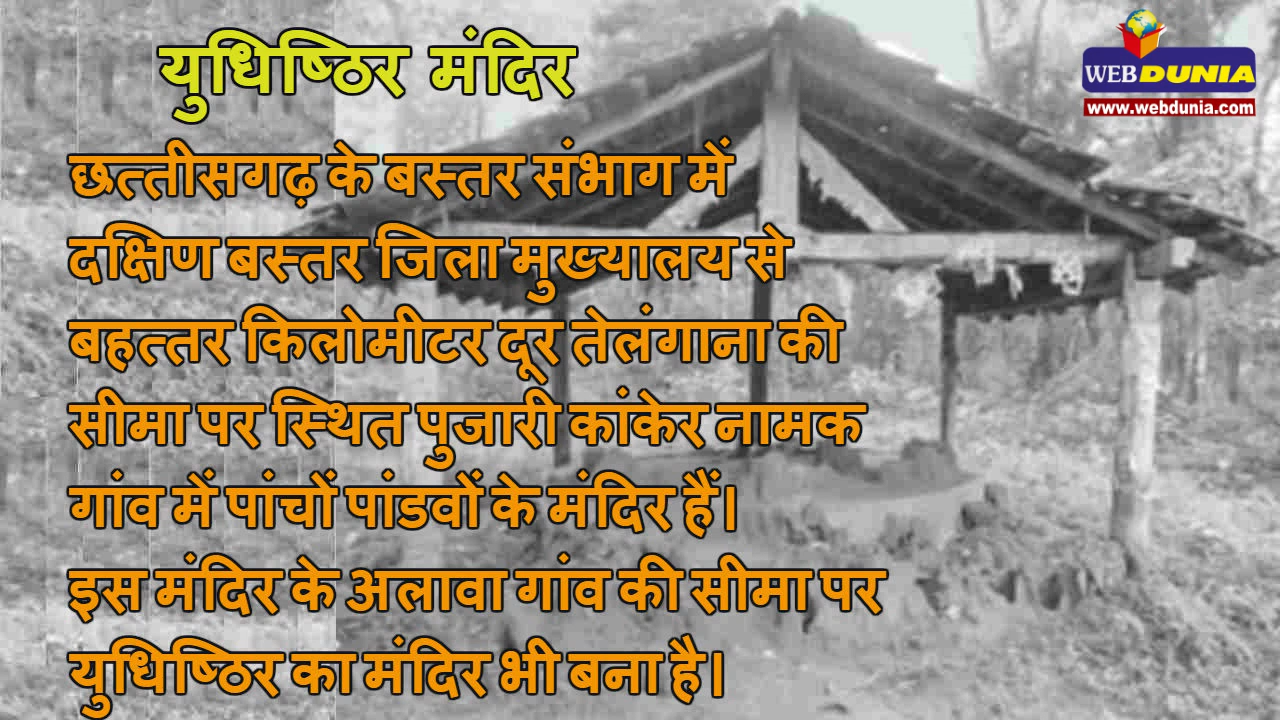 युधिष्ठिर मंदिर
WEBDUNIA
www.webdunia.com
छत्तीसगढ़ के बस्तर संभाग में
दक्षिण बस्तर जिला मुख्यालय से
बहत्तर किलोमीटर दूर तेलंगाना की
सीमा पर स्थित पुजारी कांकेर नामक
गांव में पांचों पांडवों के मंदिर हैं।
इस मंदिर के अलावा गांव की सीमा पर
युधिष्ठिर का मंदिर भी बना है।